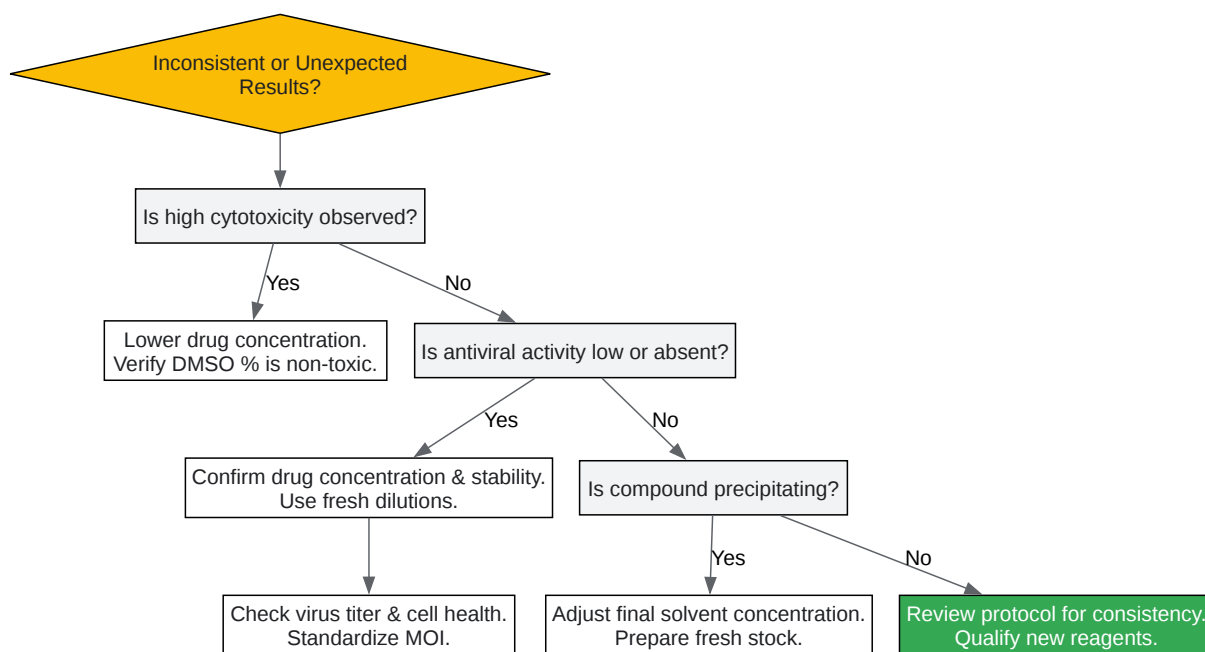 Inconsistent or Unexpected
Results?
Is high cytotoxicity observed?
Yes
No
Lower drug concentration.
Verify DMSO % is non-toxic.
Is antiviral activity low or absent?
Yes
No
Confirm drug concentration & stability.
Use fresh dilutions.
Is compound precipitating?
Yes
No
Check virus titer & cell health.
Standardize MOI.
Adjust final solvent concentration.
Prepare fresh stock.
Review protocol for consistency.
Qualify new reagents.